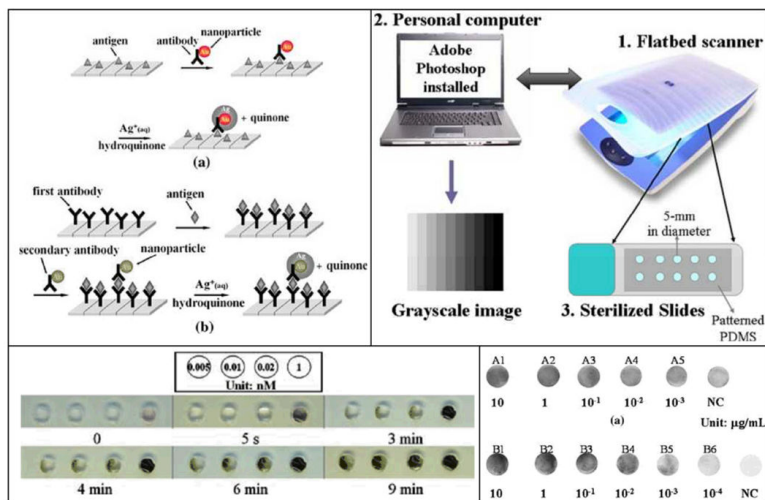 antigen
antibody
nanoparticle
Au
Au
Ag⁺(aq)
hydroquinone
Ag
Au
+ quinone
(a)
first antibody
antigen
secondary antibody
nanoparticle
Ag⁺(aq)
hydroquinone
Ag
+ quinone
(b)
2. Personal computer
Adobe
Photoshop
installed
1. Flatbed scanner
Grayscale image
5-mm
in diameter
3. Sterilized Slides
Patterned
PDMS
0.005 0.01 0.02 1
Unit: nM
0 5 s 3 min
4 min 6 min 9 min
A1 A2 A3 A4 A5
10 1 10⁻¹ 10⁻² 10⁻³ NC
(a) Unit: μg/mL
B1 B2 B3 B4 B5 B6
10 1 10⁻¹ 10⁻² 10⁻³ 10⁻⁴ NC